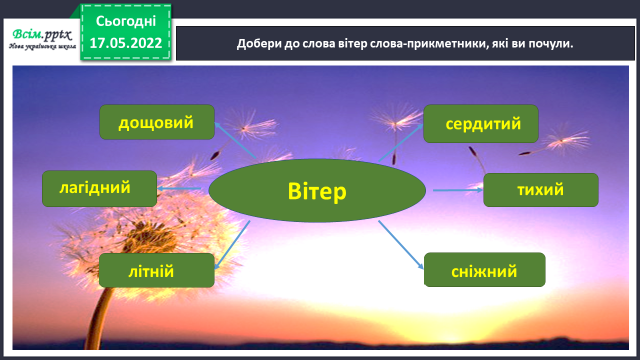 Всім.pptx
Нова українська школа
Сьогодні
17.05.2022
Добери до слова вітер слова-прикметники, які ви почули.
дощовий
сердитий
лагідний
Вітер
тихий
літній
сніжний